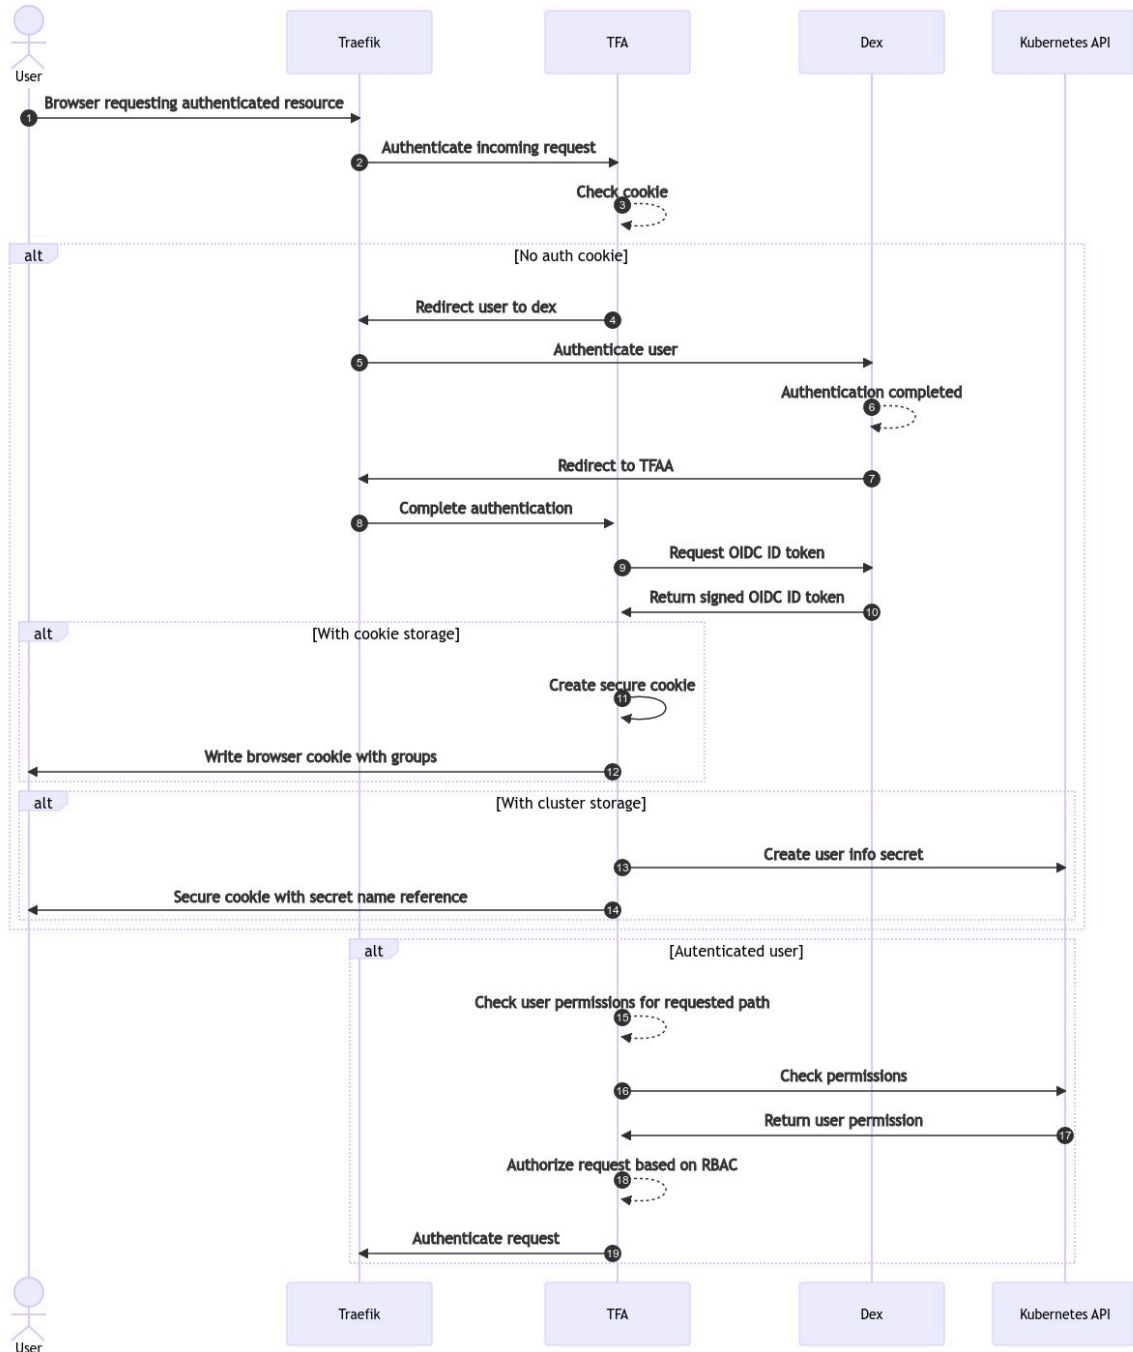 User
Traefik
TFA
Dex
Kubernetes API
Browser requesting authenticated resource
1
Authenticate incoming request
2
Check cookie
3
alt
[No auth cookie]
Redirect user to dex
4
Authenticate user
5
Authentication completed
6
Redirect to TFAA
7
Complete authentication
8
Request OIDC ID token
9
Return signed OIDC ID token
10
alt
[With cookie storage]
Create secure cookie
11
Write browser cookie with groups
12
alt
[With cluster storage]
Create user info secret
13
Secure cookie with secret name reference
14
alt
[Autenticated user]
Check user permissions for requested path
15
Check permissions
16
Return user permission
17
Authorize request based on RBAC
18
Authenticate request
19
User
Traefik
TFA
Dex
Kubernetes API